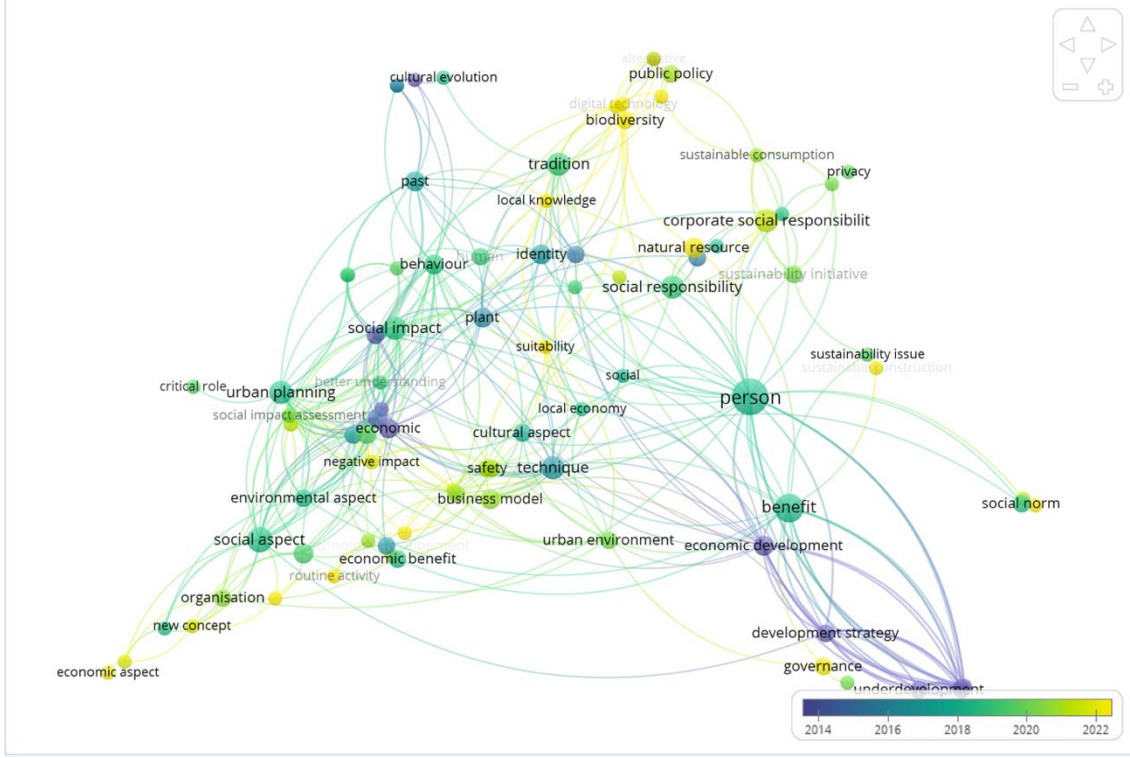 alternative
cultural evolution
public policy
digital technology
biodiversity
tradition
sustainable consumption
privacy
past
local knowledge
corporate social responsibilit
natural resource
identity
human
behaviour
sustainability initiative
social responsibility
plant
social impact
suitability
sustainability issue
sustainable construction
social
critical role
better understanding
urban planning
person
local economy
social impact assessment
economic
cultural aspect
negative impact
safety
technique
environmental aspect
business model
social norm
benefit
social aspect
urban environment
economic development
economic benefit
routine activity
organisation
new concept
development strategy
economic aspect
governance
underdevelopment
2014 2016 2018 2020 2022